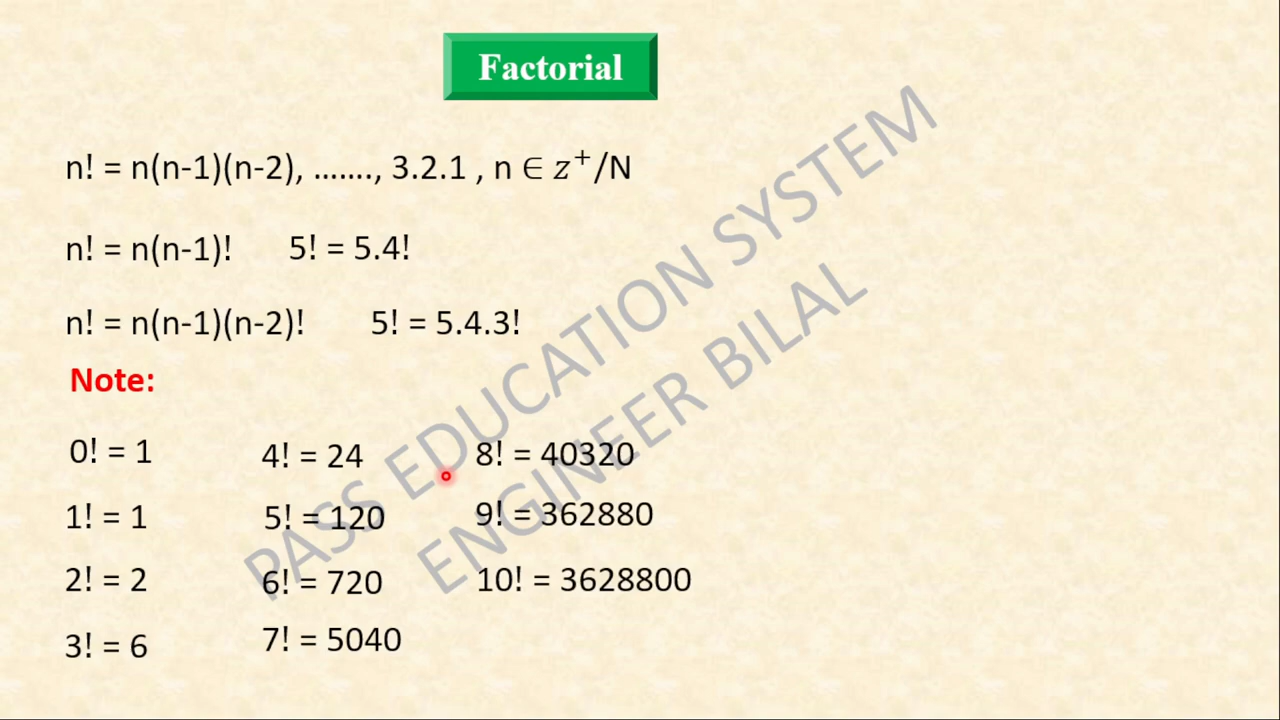 Factorial
n! = n(n-1)(n-2), ......., 3.2.1 , n ∈ z⁺/N
n! = n(n-1)! 5! = 5.4!
n! = n(n-1)(n-2)! 5! = 5.4.3!
Note:
0! = 1 4! = 24 8! = 40320
1! = 1 5! = 120 9! = 362880
2! = 2 6! = 720 10! = 3628800
3! = 6 7! = 5040
PASS EDUCATION SYSTEM
ENGINEER BILAL